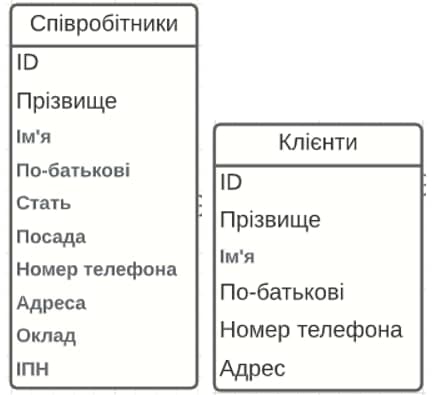 Співробітники
ID
Прізвище
Ім'я
По-батькові
Стать
Посада
Номер телефона
Адреса
Оклад
ІПН
Клієнти
ID
Прізвище
Ім'я
По-батькові
Номер телефона
Адрес